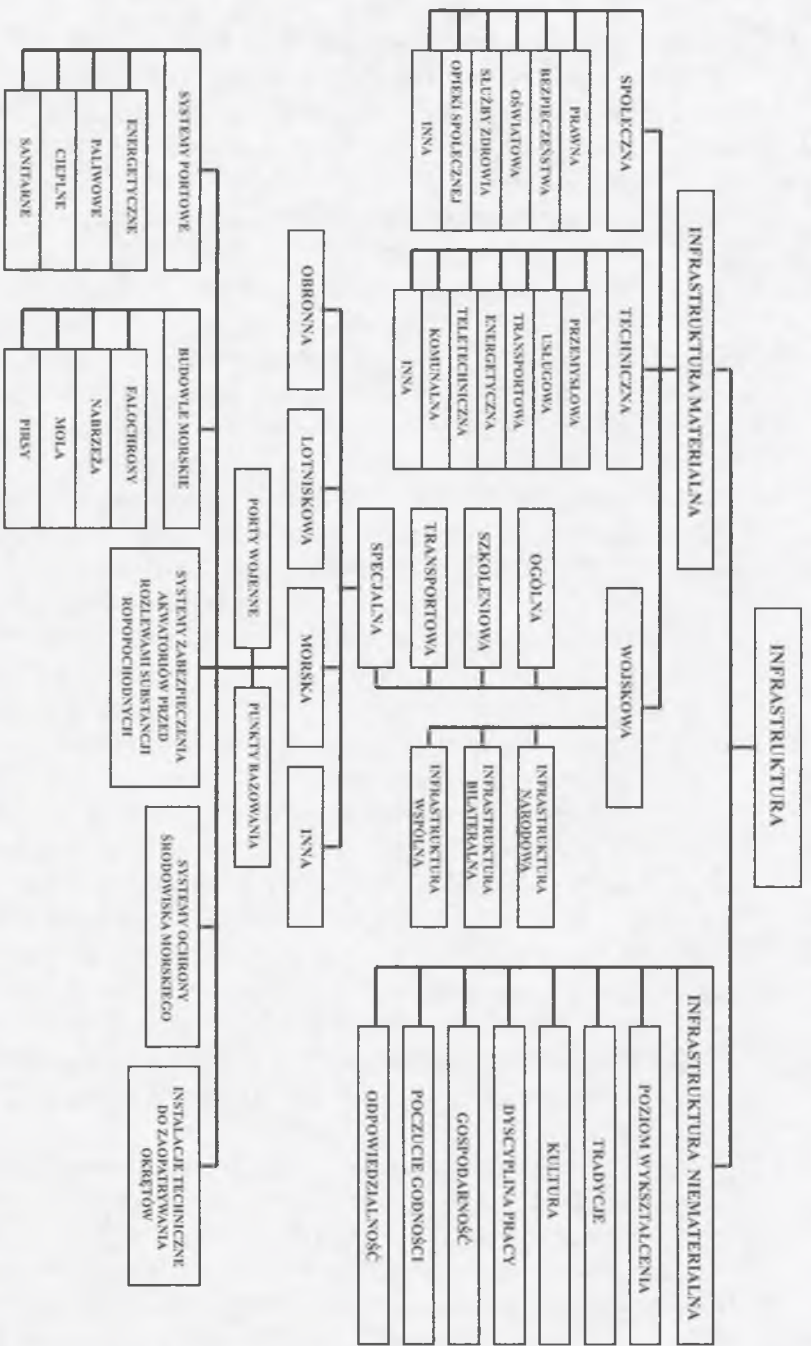 INFRASTRUKTURA
INFRASTRUKTURA MATERIALNA
INFRASTRUKTURA NIEMATERIALNA
SPOŁECZNA
PRAWNA
BEZPIECZEŃSTWA
OŚWIATOWA
SŁUŻBY ZDROWIA
OPIEKI SPOŁECZNEJ
INNA
TECHNICZNA
PRZEMYSŁOWA
USŁUGOWA
TRANSPORTOWA
ENERGETYCZNA
TELETECHNICZNA
KOMUNALNA
INNA
WOJSKOWA
OGÓLNA
SZKOLENIOWA
TRANSPORTOWA
SPECJALNA
INFRASTRUKTURA
NARODOWA
INFRASTRUKTURA
BILATERALNA
INFRASTRUKTURA
WSPÓLNA
POZIOM WYKSZTAŁCENIA
TRADYCJE
KULTURA
DYSCYPLINA PRACY
GOSPODARNOŚĆ
POCZUCIE GODNOŚCI
ODPOWIEDZIALNOŚĆ
OBRONNA
LOTNISKOWA
MORSKA
INNA
PORTY WOJENNE
PUNKTY BAZOWANIA
SYSTEMY PORTOWE
ENERGETYCZNE
PALIWOWE
CIEPLNE
SANITARNE
BUDOWLE MORSKIE
FALOCHRONY
NABRZEŻA
MOLA
PIRSY
SYSTEMY ZABEZPIECZENIA
AKWATORIÓW PRZED
ROZLEWAMI SUBSTANCJI
ROPOPOCHODNYCH
SYSTEMY OCHRONY
ŚRODOWISKA MORSKIEGO
INSTALACJE TECHNICZNE
DO ZAOPATRYWANIA
OKRĘTÓW